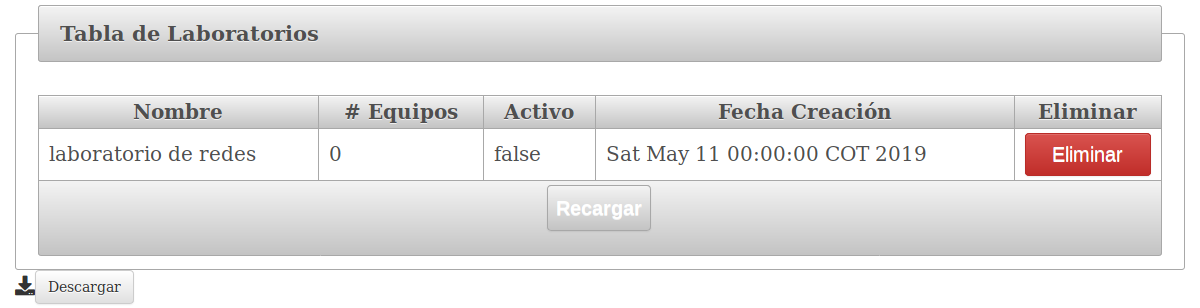 Tabla de Laboratorios
Nombre # Equipos Activo Fecha Creación Eliminar
laboratorio de redes 0 false Sat May 11 00:00:00 COT 2019 Eliminar
Recargar
Descargar